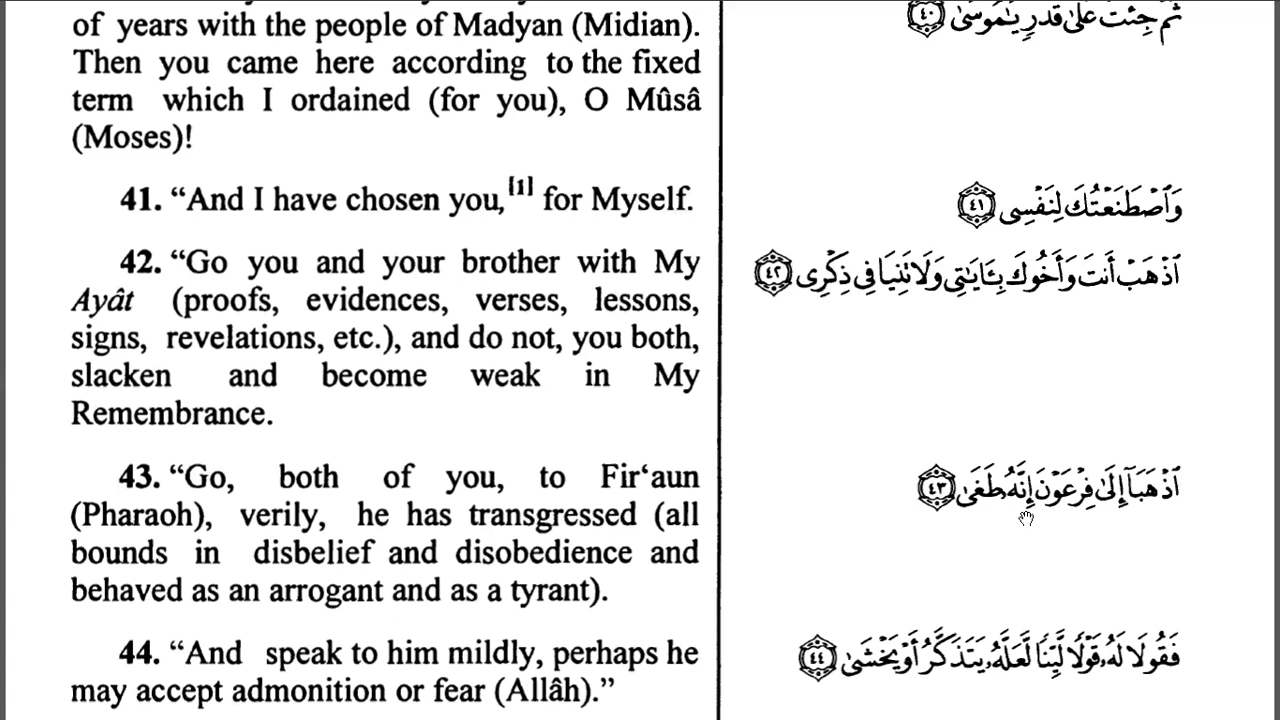 of years with the people of Madyan (Midian).
Then you came here according to the fixed
term which I ordained (for you), O Mûsâ
(Moses)!
ثُمَّ جِئْتَ عَلَىٰ قَدَرٍ يَٰمُوسَىٰ ﴿٤٠﴾
41. “And I have chosen you,[1] for Myself.
وَٱصْطَنَعْتُكَ لِنَفْسِى ﴿٤١﴾
42. “Go you and your brother with My
Ayât (proofs, evidences, verses, lessons,
signs, revelations, etc.), and do not, you both,
slacken and become weak in My
Remembrance.
ٱذْهَبْ أَنتَ وَأَخُوكَ بِـَٔايَٰتِى وَلَا تَنِيَا فِى ذِكْرِى ﴿٤٢﴾
43. “Go, both of you, to Fir‘aun
(Pharaoh), verily, he has transgressed (all
bounds in disbelief and disobedience and
behaved as an arrogant and as a tyrant).
ٱذْهَبَآ إِلَىٰ فِرْعَوْنَ إِنَّهُۥ طَغَىٰ ﴿٤٣﴾
44. “And speak to him mildly, perhaps he
may accept admonition or fear (Allâh).”
فَقُولَا لَهُۥ قَوْلًا لَّيِّنًا لَّعَلَّهُۥ يَتَذَكَّرُ أَوْ يَخْشَىٰ ﴿٤٤﴾